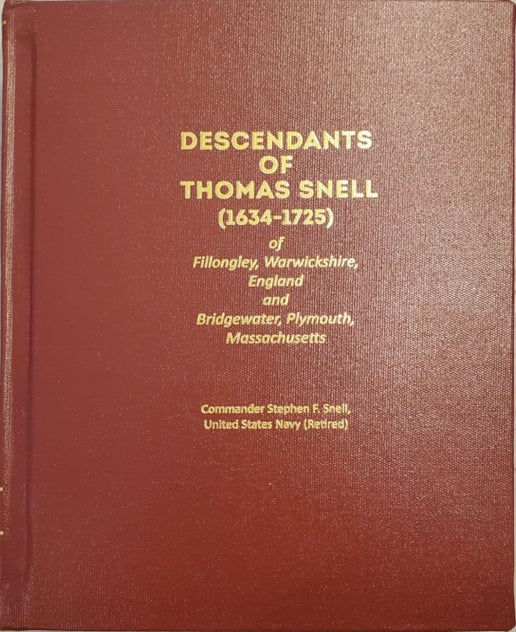 DESCENDANTS
OF
THOMAS SNELL
(1634-1725)
of
Fillongley, Warwickshire,
England
and
Bridgewater, Plymouth,
Massachusetts
Commander Stephen F. Snell,
United States Navy (Retired)